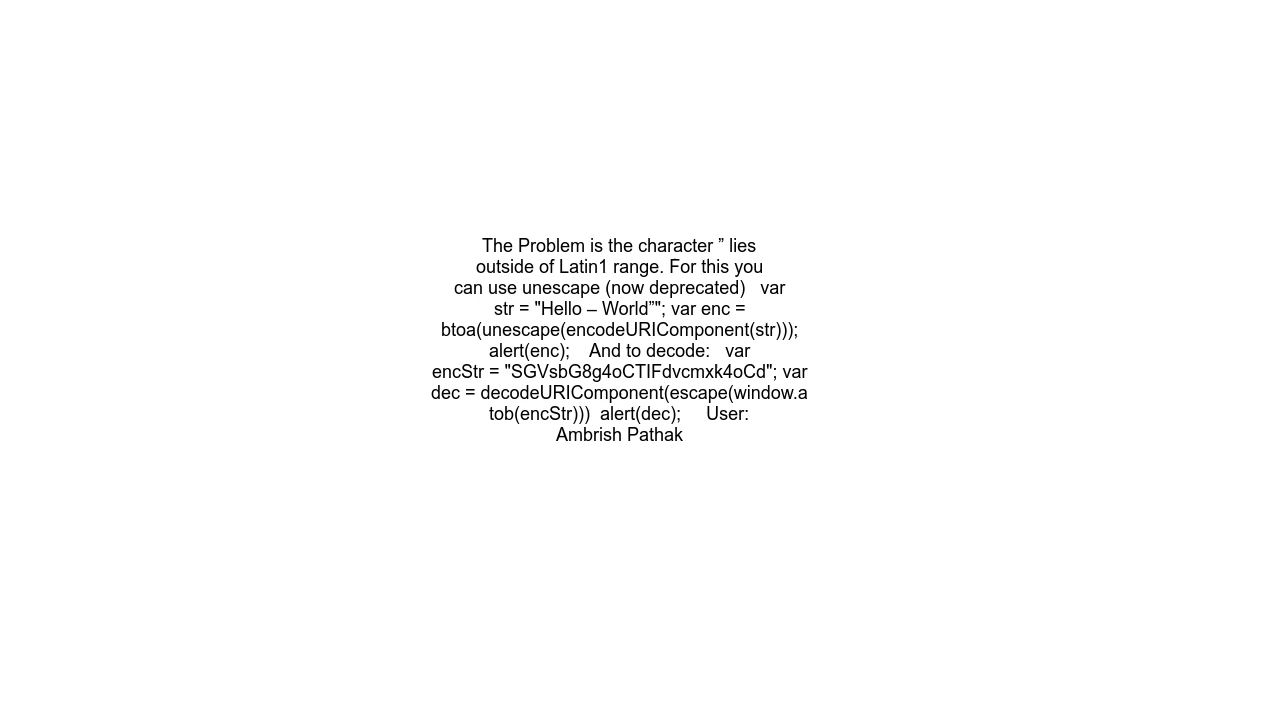 The Problem is the character ” lies
outside of Latin1 range. For this you
can use unescape (now deprecated)   var
str = "Hello – World”"; var enc =
btoa(unescape(encodeURIComponent(str)));
alert(enc);    And to decode:   var
encStr = "SGVsbG8g4oCTIFdvcmxk4oCd"; var
dec = decodeURIComponent(escape(window.a
tob(encStr)))  alert(dec);     User:
Ambrish Pathak